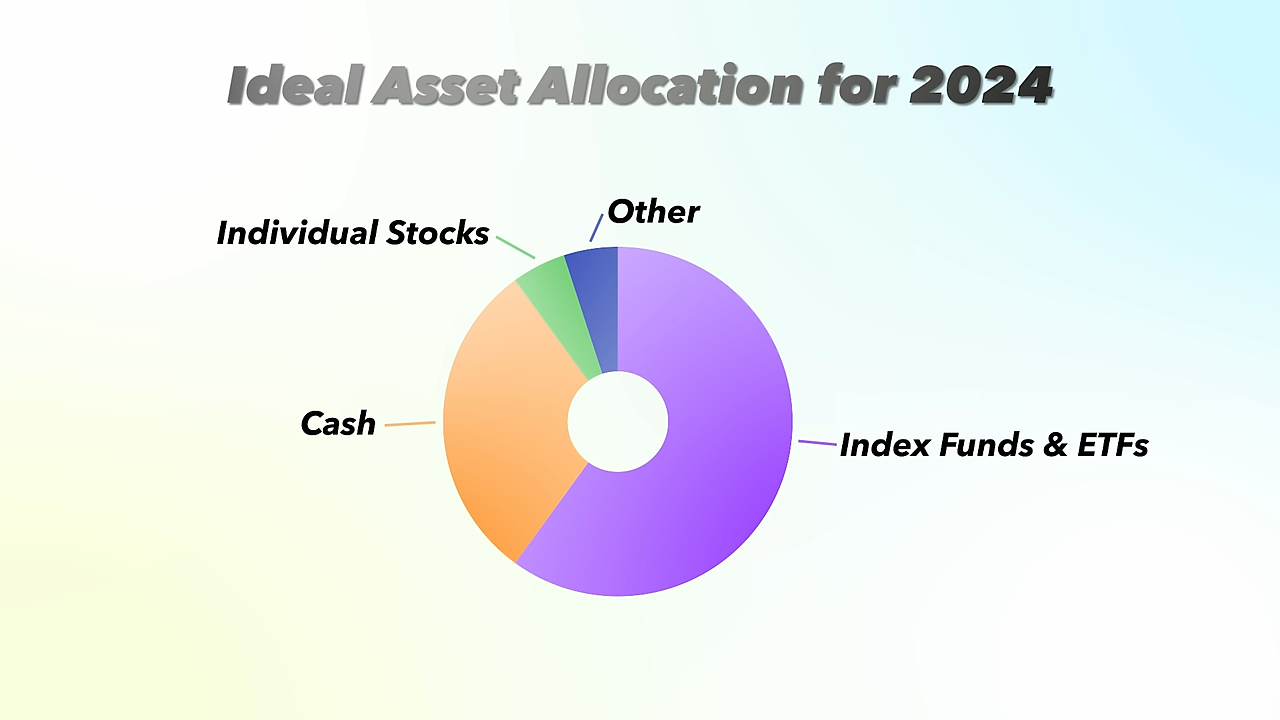 Ideal Asset Allocation for 2024
Other
Individual Stocks
Cash
Index Funds & ETFs